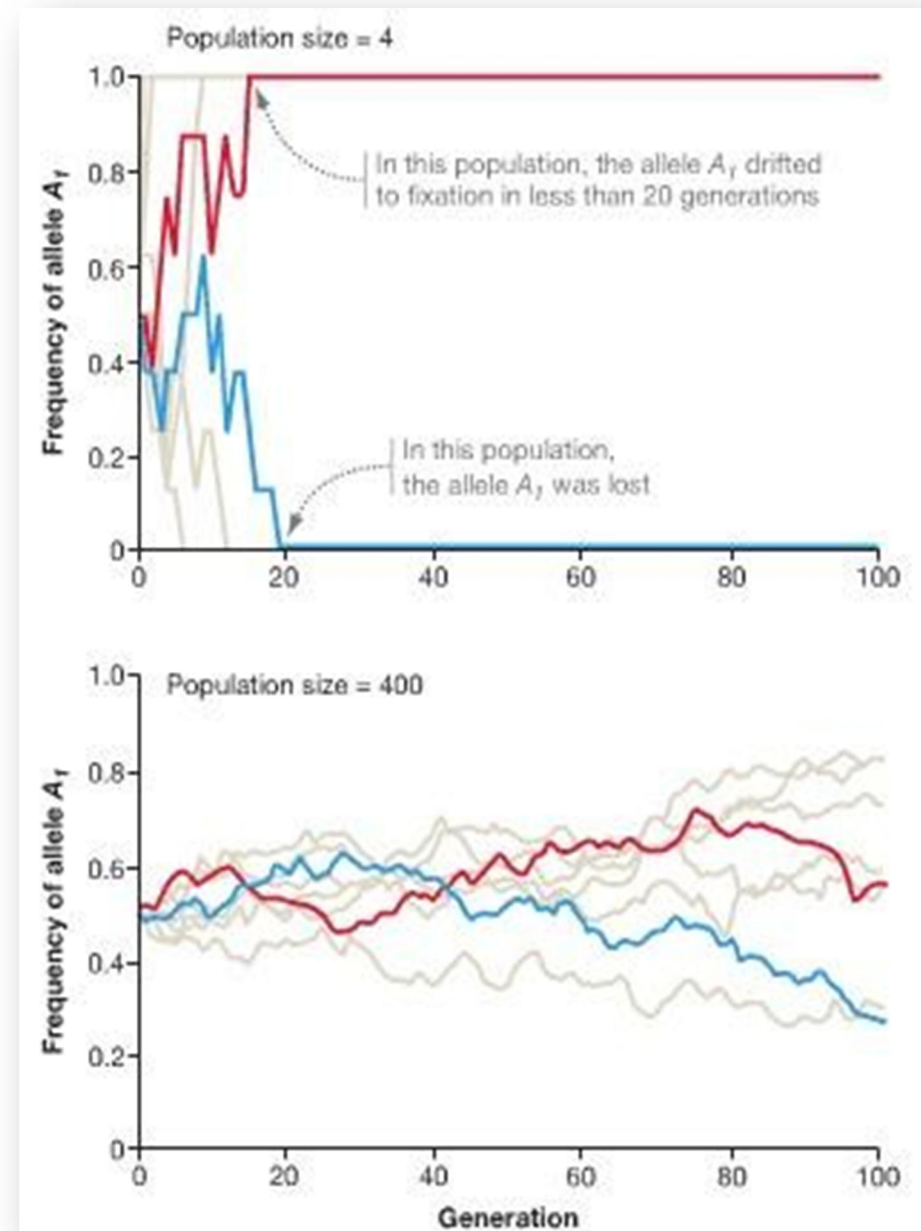 Population size = 4
1.0
0.8
0.6
0.4
0.2
0
Frequency of allele A₁
In this population, the allele A₁ drifted
to fixation in less than 20 generations
In this population,
the allele A₁ was lost
0 20 40 60 80 100
Population size = 400
1.0
0.8
0.6
0.4
0.2
0
Frequency of allele A₁
0 20 40 60 80 100
Generation